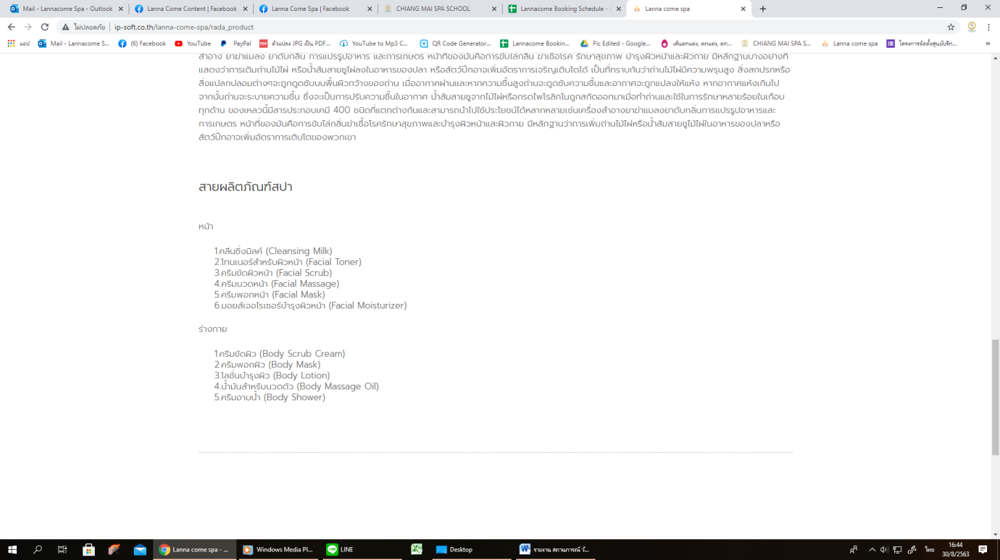 Mail - Lannacome Spa - Outlook
Lanna Come Content | Facebook
Lanna Come Spa | Facebook
CHIANG MAI SPA SCHOOL
Lannacome Booking Schedule -
Lanna come spa
ไม่ปลอดภัย | ip-soft.co.th/lanna-come-spa/rada_product
แอป
Mail - Lannacome S...
(6) Facebook
YouTube
PayPal
ตัวแปลง JPG เป็น PDF...
YouTube to Mp3 C...
QR Code Generator...
Lannacome Booking...
Pic Edited - Google...
เส้นตกแต่ง, ตกแต่ง, ตก...
CHIANG MAI SPA S...
Lanna come spa
โครงการจัดตั้งศูนย์บริก...
»
สำอาง ยาฆ่าแมลง ยาดับกลิ่น การแปรรูปอาหาร และการเกษตร หน้าที่ของมันคือการขับไล่กลิ่น ฆ่าเชื้อโรค รักษาสุขภาพ บำรุงผิวหน้าและผิวกาย มีหลักฐานบางอย่างที่
แสดงว่าการเติมถ่านไม้ไผ่ หรือน้ำส้มสายชูไผ่ลงในอาหารของปลา หรือสัตว์ปีกอาจเพิ่มอัตราการเจริญเติบโตได้ เป็นที่ทราบกันว่าถ่านไม้ไผ่มีความพรุนสูง สิ่งสกปรกหรือ
สิ่งแปลกปลอมต่างๆจะถูกดูดซับบนพื้นผิวกว้างของถ่าน เมื่ออากาศผ่านและหากความชื้นสูงถ่านจะดูดซับความชื้นและอากาศจะถูกแปลงให้แห้ง หากอากาศแห้งเกินไป
จากนั้นถ่านจะระบายความชื้น ซึ่งจะเป็นการปรับความชื้นในอากาศ น้ำส้มสายชูจากไม้ไผ่หรือกรดไพโรลิกไนถูกสกัดออกมาเมื่อทำถ่านและใช้ในการรักษาหลายร้อยในเกือบ
ทุกด้าน ของเหลวนี้มีสารประกอบเคมี 400 ชนิดที่แตกต่างกันและสามารถนำไปใช้ประโยชน์ได้หลากหลายเช่นเครื่องสำอางยาฆ่าแมลงยาดับกลิ่นการแปรรูปอาหารและ
การเกษตร หน้าที่ของมันคือการขับไล่กลิ่นฆ่าเชื้อโรครักษาสุขภาพและบำรุงผิวหน้าและผิวกาย มีหลักฐานว่าการเพิ่มถ่านไม้ไผ่หรือน้ำส้มสายชูไม้ไผ่ในอาหารของปลาหรือ
สัตว์ปีกอาจเพิ่มอัตราการเติบโตของพวกเขา
สายผลิตภัณฑ์สปา
หน้า
1.คลีนซิ่งมิลค์ (Cleansing Milk)
2.โทนเนอร์สำหรับผิวหน้า (Facial Toner)
3.ครีมขัดผิวหน้า (Facial Scrub)
4.ครีมนวดหน้า (Facial Massage)
5.ครีมพอกหน้า (Facial Mask)
6.มอยส์เจอไรเซอร์บำรุงผิวหน้า (Facial Moisturizer)
ร่างกาย
1.ครีมขัดผิว (Body Scrub Cream)
2.ครีมพอกผิว (Body Mask)
3.โลชั่นบำรุงผิว (Body Lotion)
4.น้ำมันสำหรับนวดตัว (Body Massage Oil)
5.ครีมอาบน้ำ (Body Shower)
Lanna come spa - ...
Windows Media Pl...
LINE
Desktop
รายงาน สถานการณ์ วั...
ไทย
16:44
30/8/2563